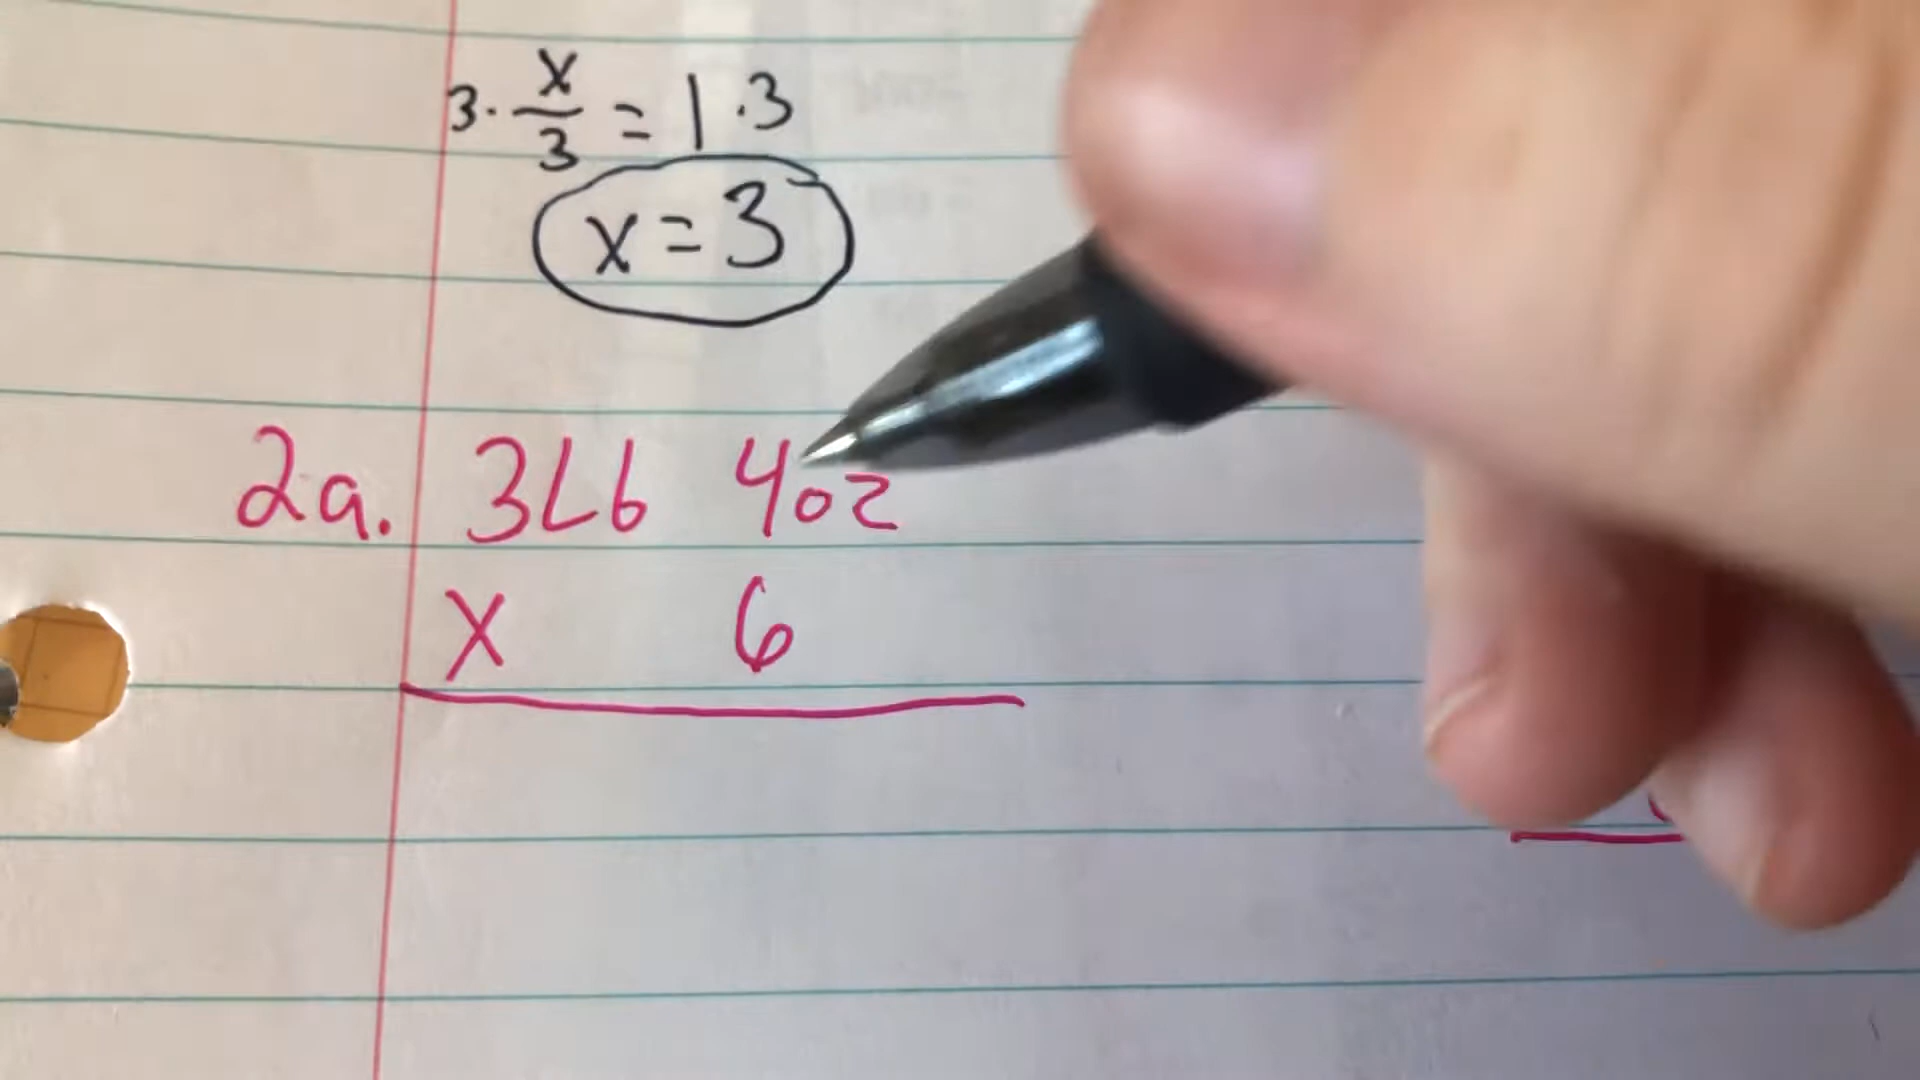 3 · x/3 = 1 · 3
x = 3
2a. 3Lb 4oz
x 6